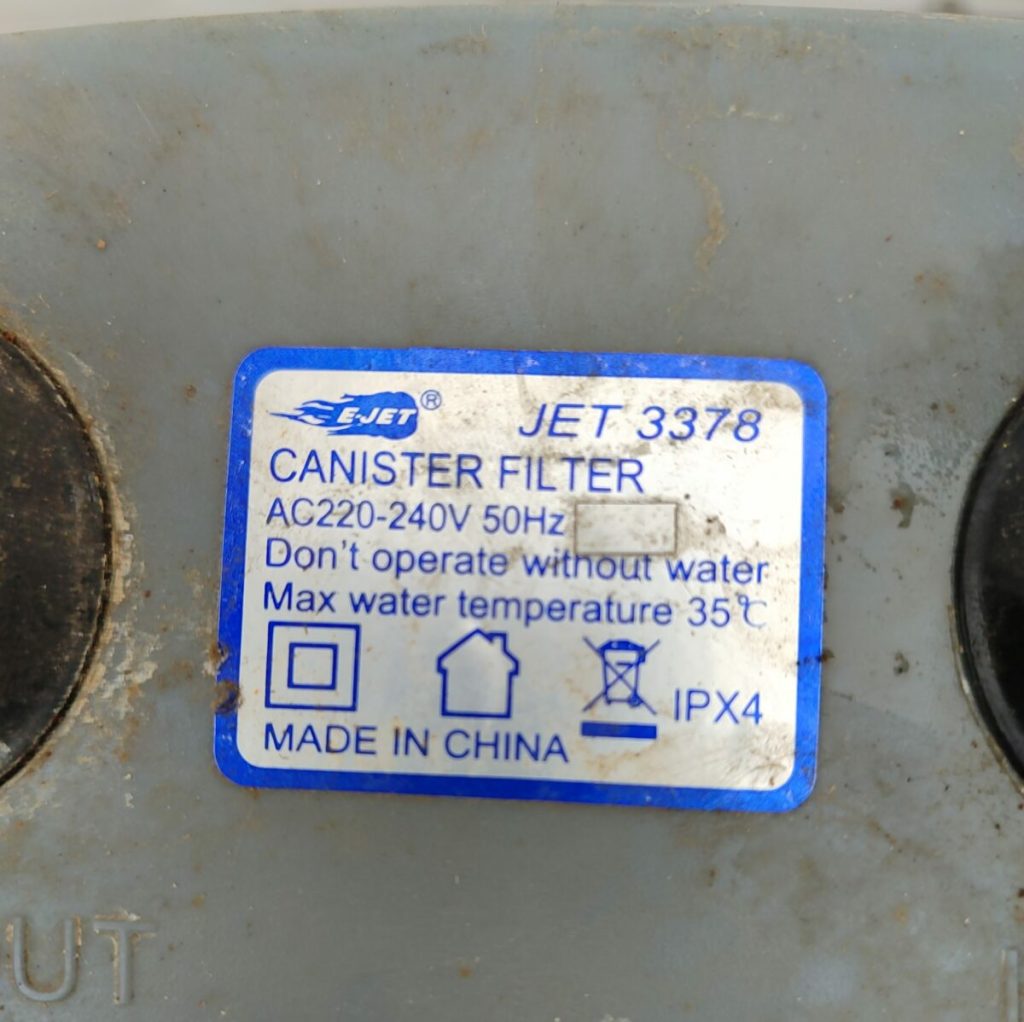 E-JET®
JET 3378
CANISTER FILTER
AC220-240V 50Hz
Don't operate without water
Max water temperature 35℃
IPX4
MADE IN CHINA
UT